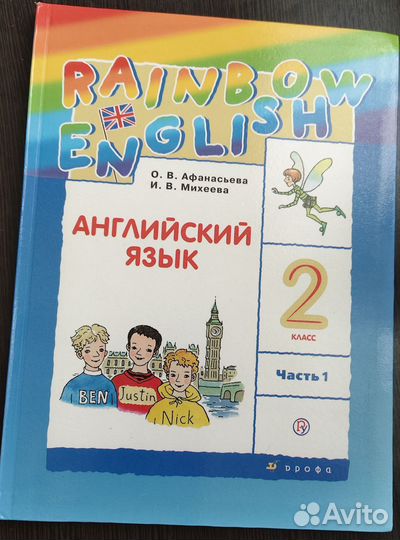 RAINBOW
ENGLISH
О. В. Афанасьева
И. В. Михеева
АНГЛИЙСКИЙ
ЯЗЫК
2
КЛАСС
Часть 1
BEN
Justin
Nick
ДРОФА
Avito